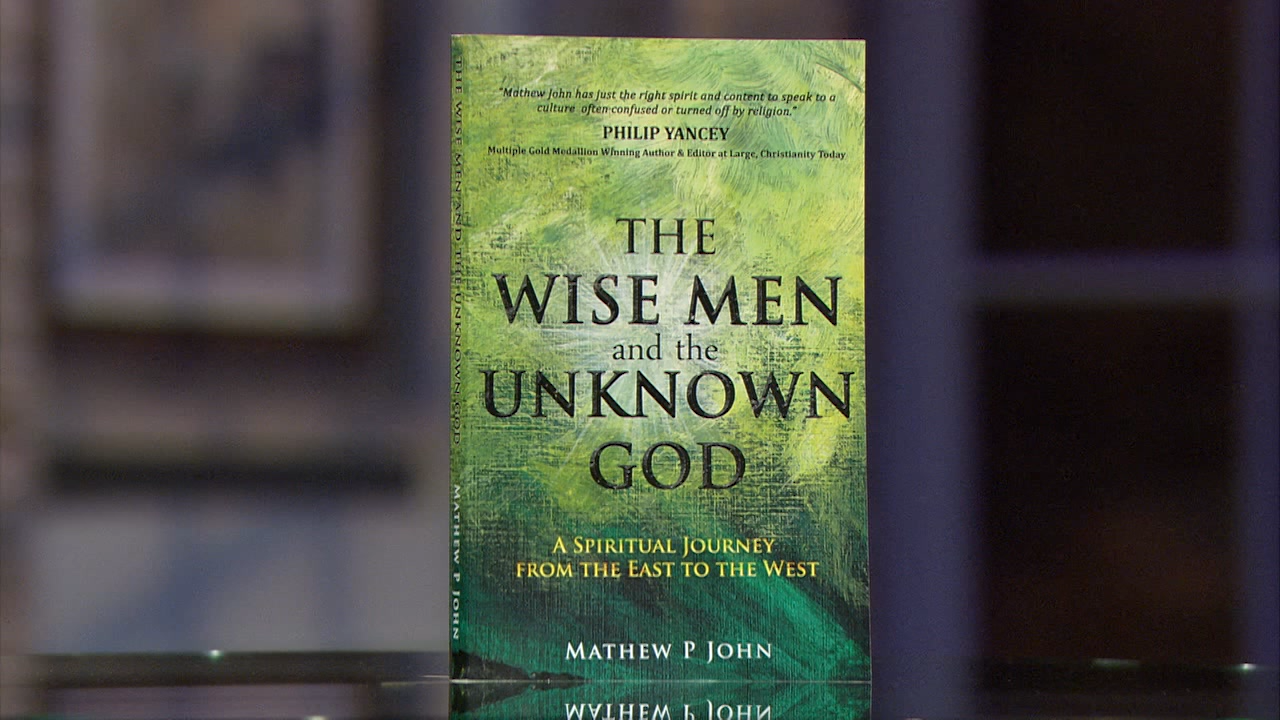 "Mathew John has just the right spirit and content to speak to a
culture often confused or turned off by religion."
PHILIP YANCEY
Multiple Gold Medallion Winning Author & Editor at Large, Christianity Today
THE
WISE MEN
and the
UNKNOWN
GOD
A SPIRITUAL JOURNEY
FROM THE EAST TO THE WEST
MATHEW P JOHN
THE WISE MEN AND THE UNKNOWN GOD MATHEW P JOHN
MATHEW P JOHN